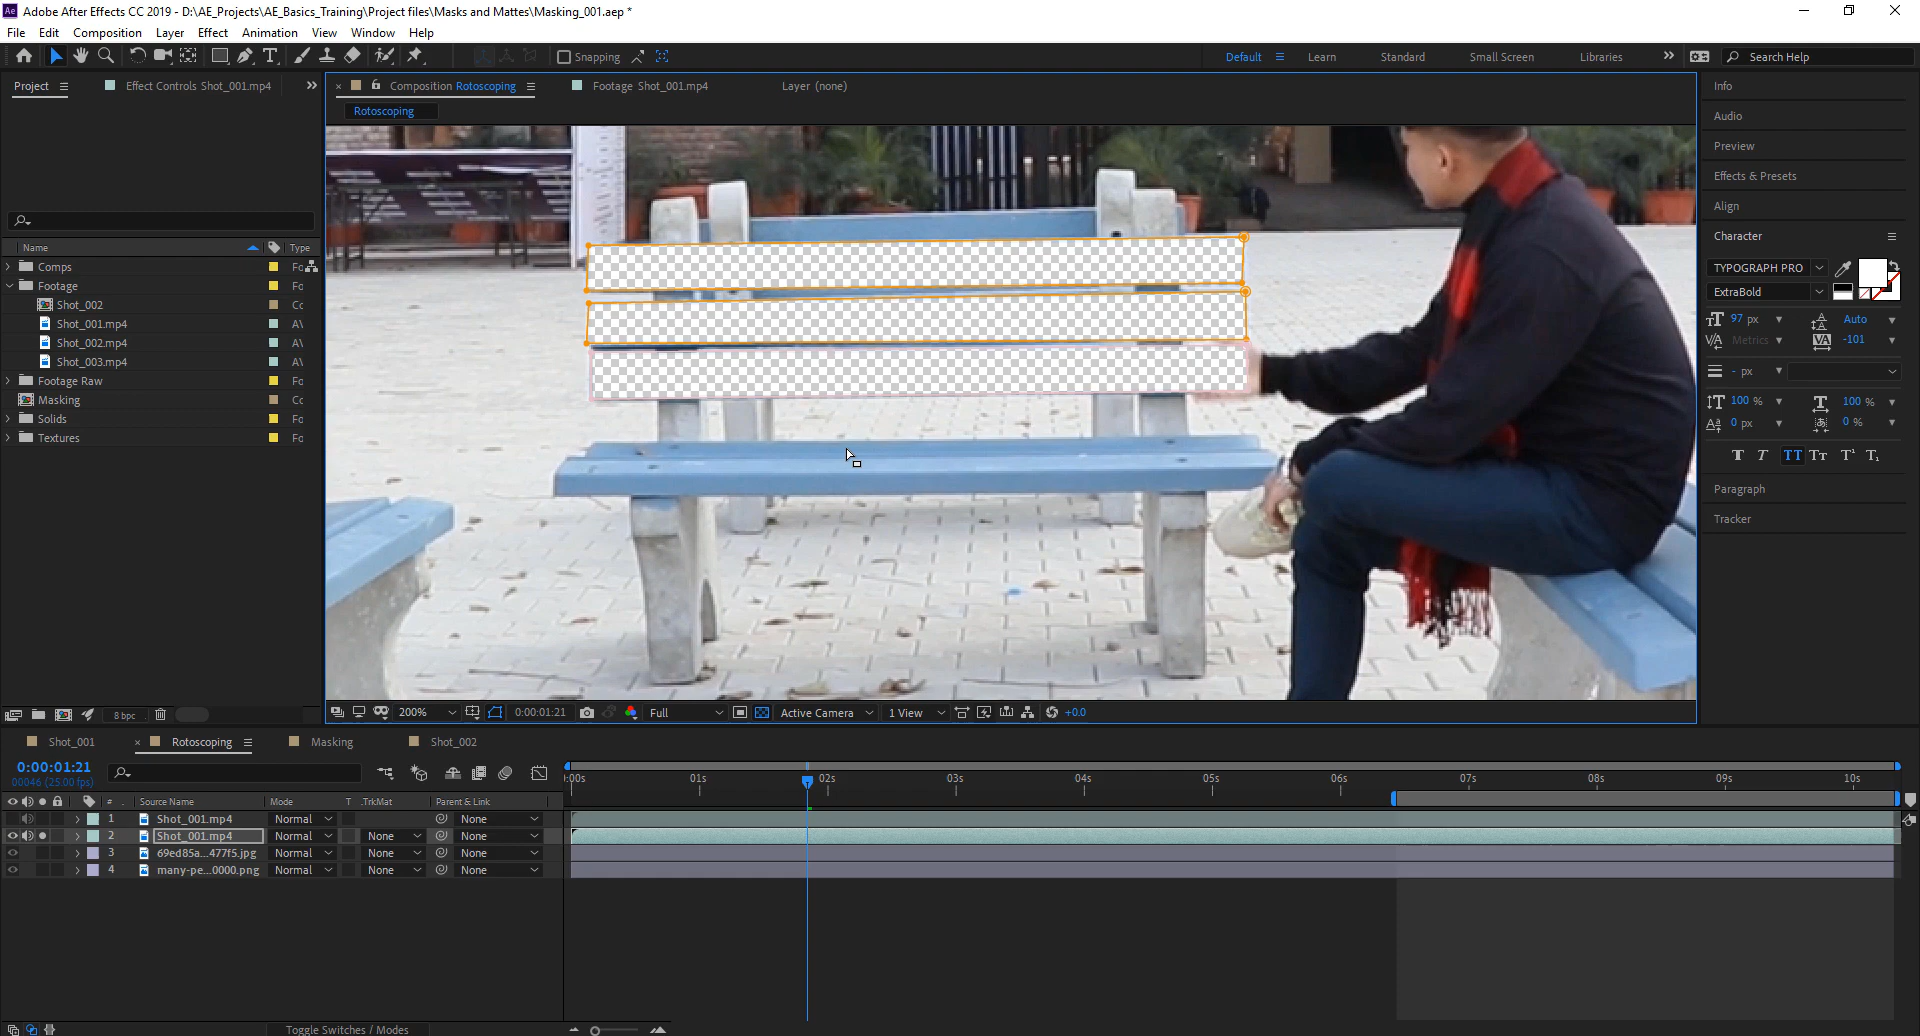 Adobe After Effects CC 2019 - D:\AE_Projects\AE_Basics_Training\Project files\Masks and Mattes\Masking_001.aep *
File Edit Composition Layer Effect Animation View Window Help
Snapping
Default Learn Standard Small Screen Libraries Search Help
Project
Effect Controls Shot_001.mp4
Composition Rotoscoping
Footage Shot_001.mp4
Layer (none)
Rotoscoping
Name Type
Comps Fo
Footage Fo
Shot_002 Cc
Shot_001.mp4 AV
Shot_002.mp4 AV
Shot_003.mp4 AV
Footage Raw Fo
Masking Cc
Solids Fo
Textures Fo
8 bpc
200% 0:00:01:21 Full Active Camera 1 View +0.0
Info
Audio
Preview
Effects & Presets
Align
Character
TYPOGRAPH PRO
ExtraBold
97 px Auto
Metrics -101
- px
100 % 100 %
0 px 0 %
Paragraph
Tracker
Shot_001 Rotoscoping Masking Shot_002
0:00:01:21
00046 (25.00 fps)
# Source Name Mode T .TrkMat Parent & Link
1 Shot_001.mp4 Normal None
2 Shot_001.mp4 Normal None None
3 69ed85a...477f5.jpg Normal None None
4 many-pe...0000.png Normal None None
:00s 01s 02s 03s 04s 05s 06s 07s 08s 09s 10s
Toggle Switches / Modes